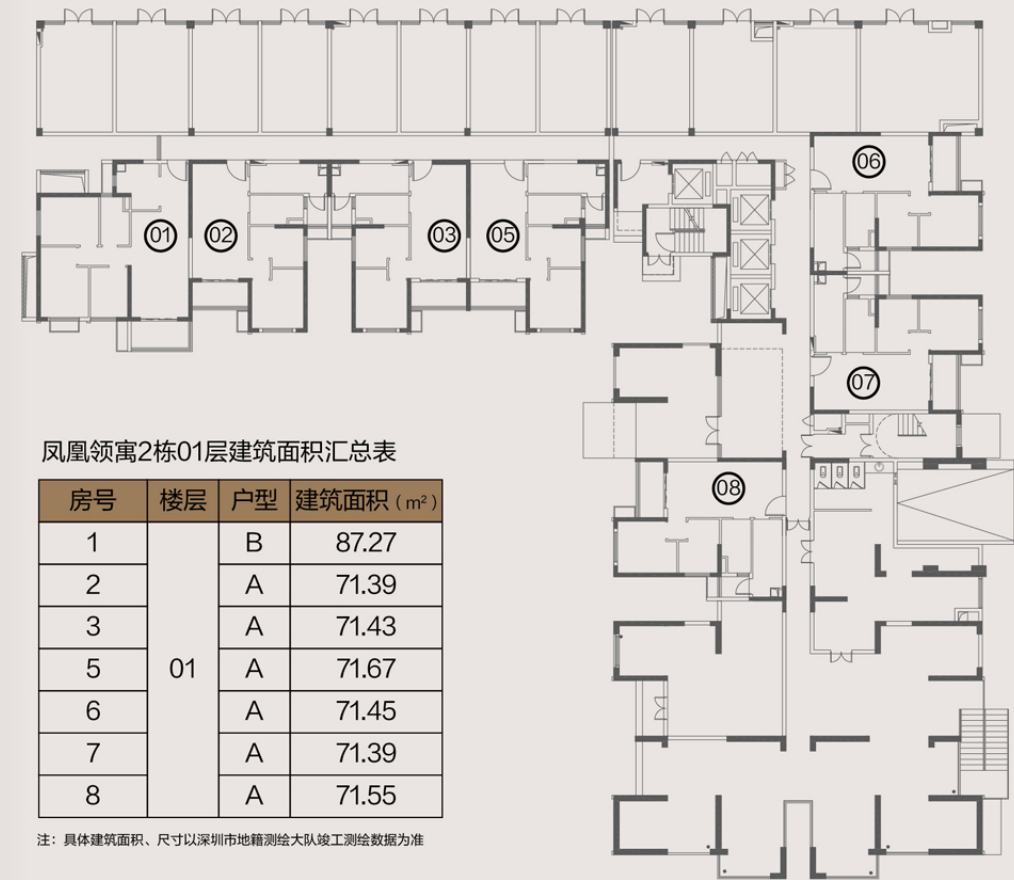 06
01
02
03
05
07
08
凤凰领寓2栋01层建筑面积汇总表
房号 楼层 户型 建筑面积（m²）
1 01 B 87.27
2 A 71.39
3 A 71.43
5 A 71.67
6 A 71.45
7 A 71.39
8 A 71.55
注：具体建筑面积、尺寸以深圳市地籍测绘大队竣工测绘数据为准